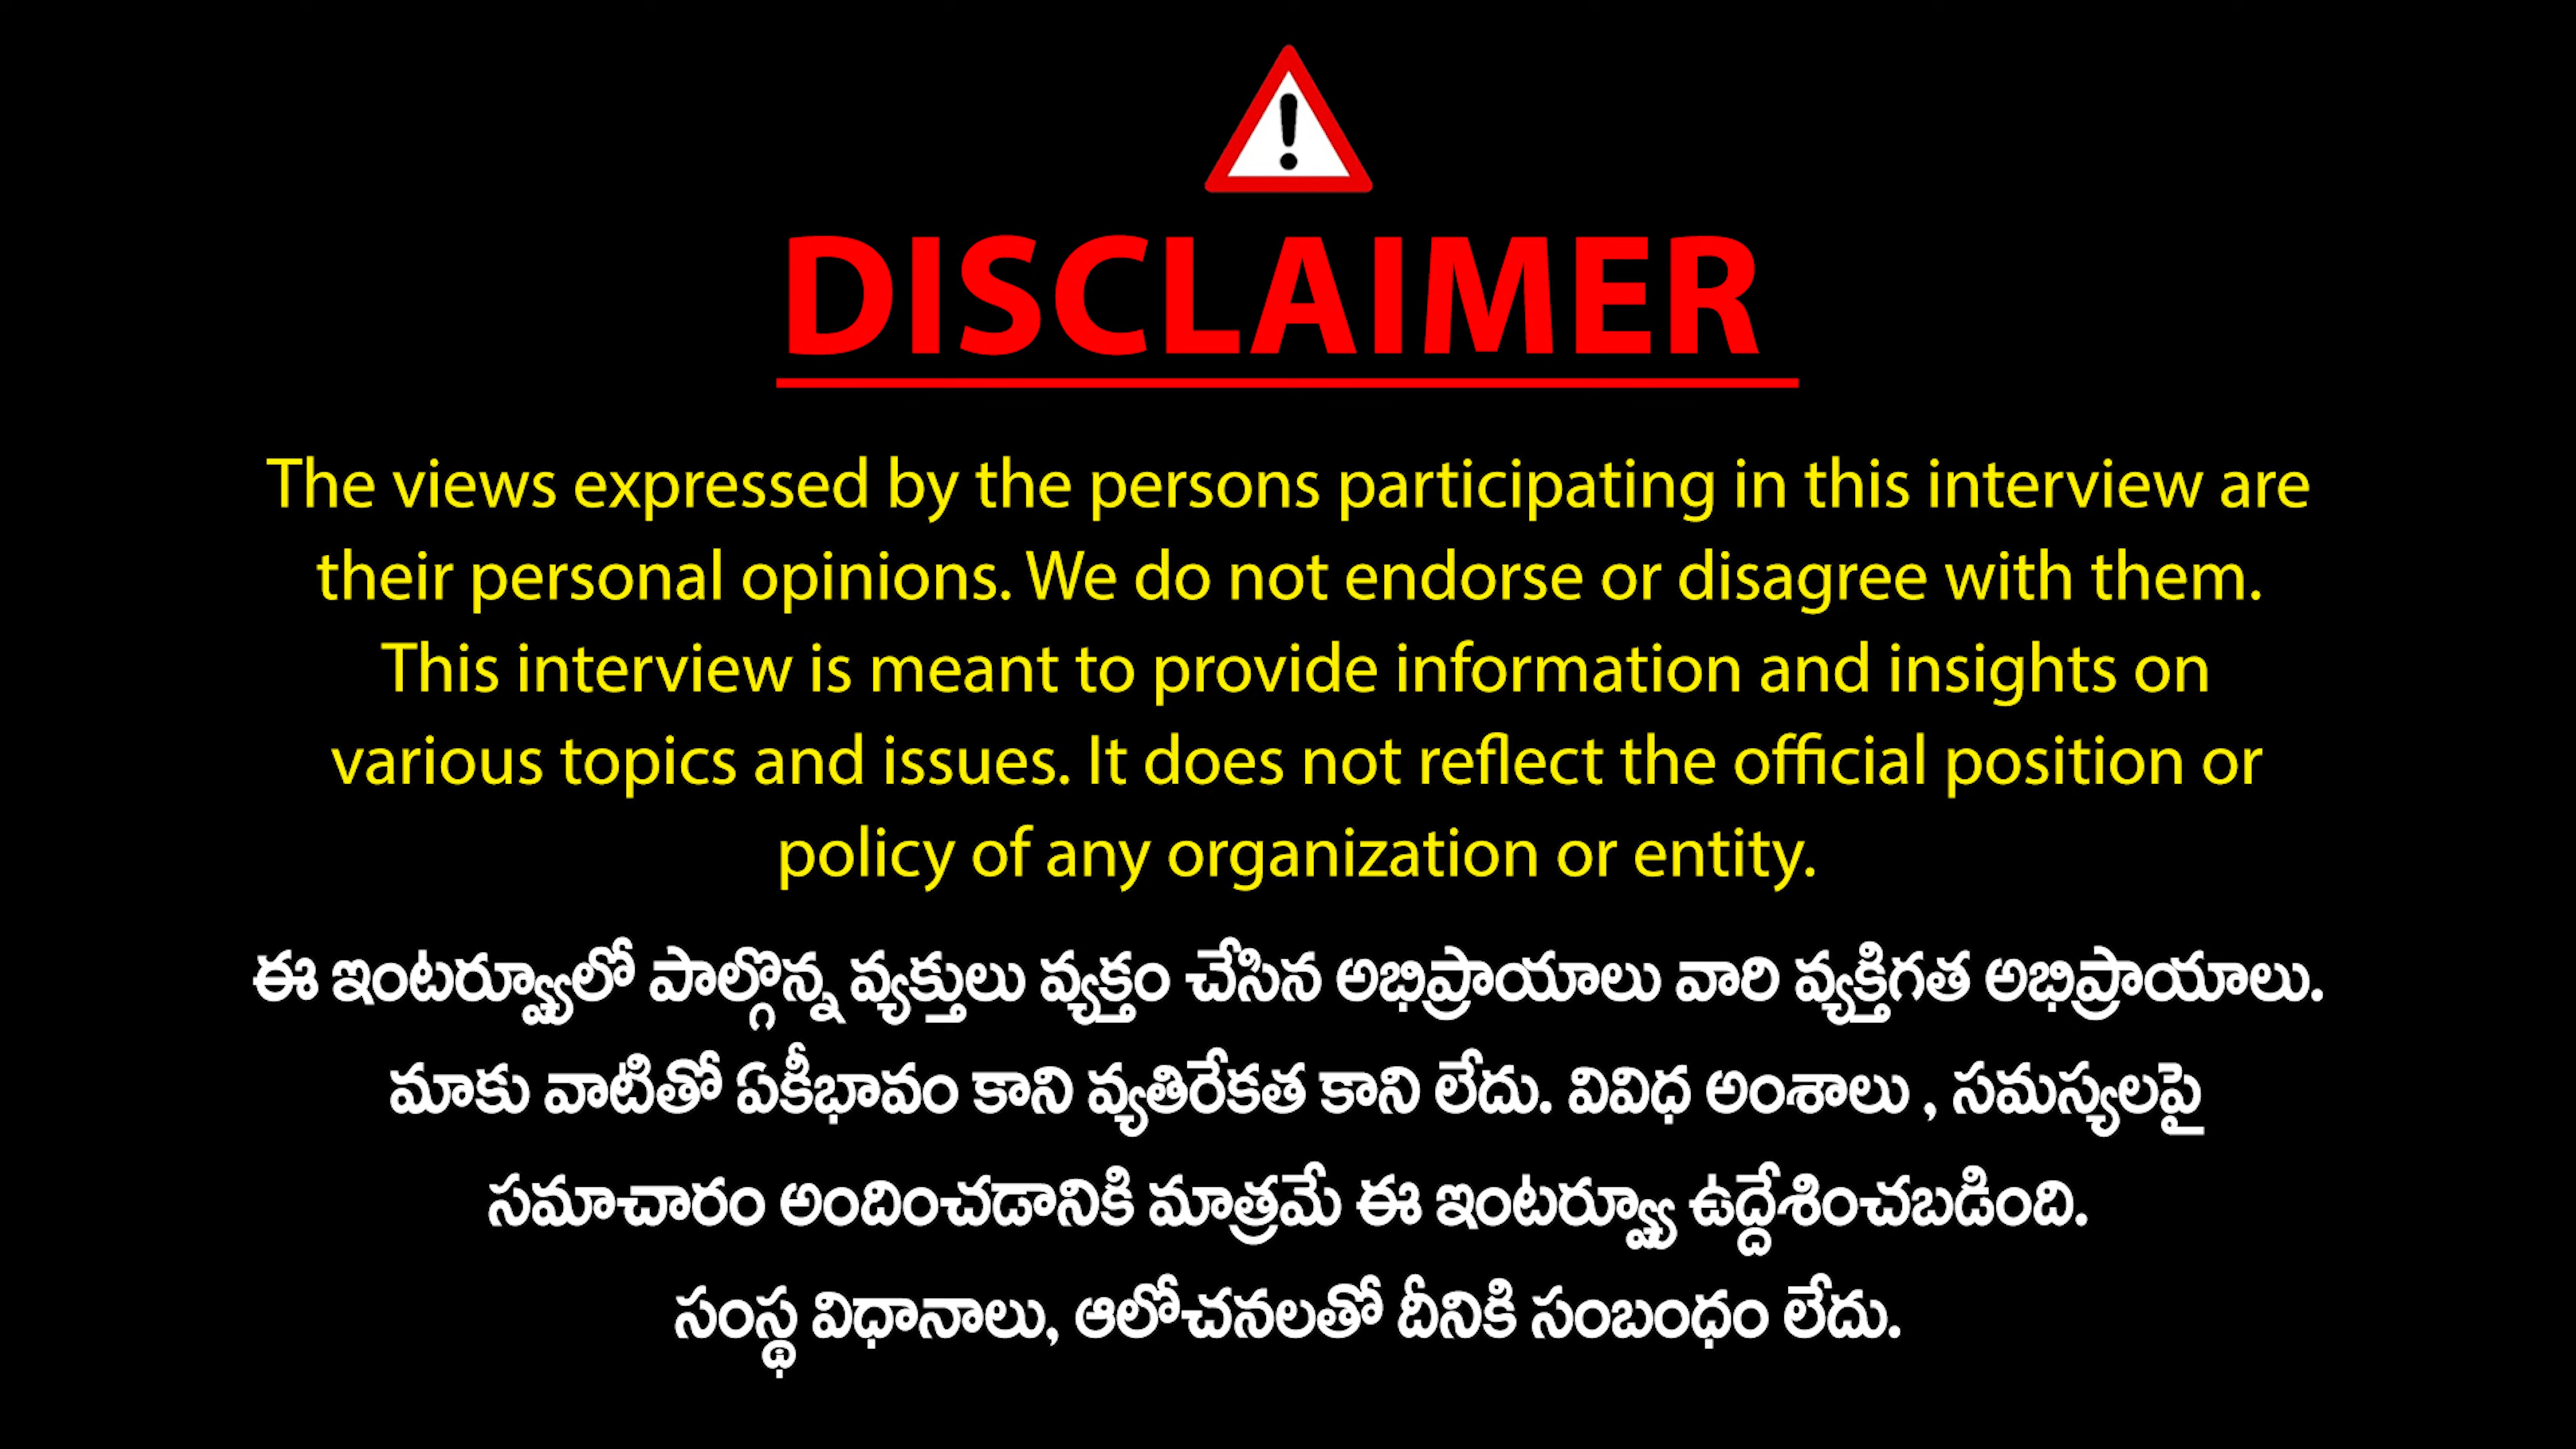 DISCLAIMER
The views expressed by the persons participating in this interview are
their personal opinions. We do not endorse or disagree with them.
This interview is meant to provide information and insights on
various topics and issues. It does not reflect the official position or
policy of any organization or entity.
ఈ ఇంటర్వ్యూలో పాల్గొన్న వ్యక్తులు వ్యక్తం చేసిన అభిప్రాయాలు వారి వ్యక్తిగత అభిప్రాయాలు.
మాకు వాటితో ఏకీభావం కాని వ్యతిరేకత కాని లేదు. వివిధ అంశాలు , సమస్యలపై
సమాచారం అందించడానికి మాత్రమే ఈ ఇంటర్వ్యూ ఉద్దేశించబడింది.
సంస్థ విధానాలు, ఆలోచనలతో దీనికి సంబంధం లేదు.